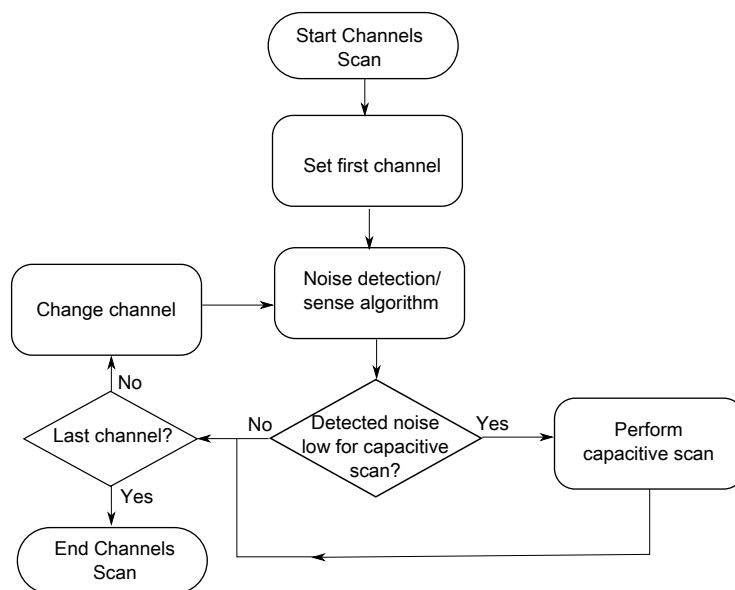 Start Channels
Scan
Set first channel
Noise detection/
sense algorithm
Change channel
No
Last channel?
No
Detected noise
low for capacitive
scan?
Yes
Perform
capacitive scan
Yes
End Channels
Scan